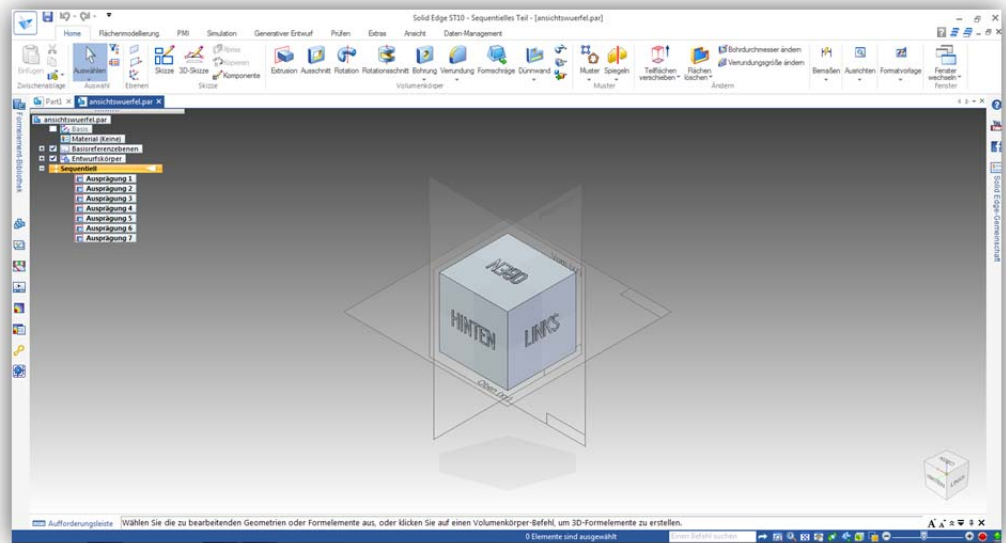 Solid Edge ST10 - Sequentielles Teil - [ansichtswuerfel.par]
Home Flächenmodellierung PMI Simulation Generativer Entwurf Prüfen Extras Ansicht Daten-Management
Einfügen Auswählen Skizze 3D-Skizze Kopieren Komponente Extrusion Ausschnitt Rotation Rotationsschnitt Bohrung Verrundung Formschräge Dünnwand Muster Spiegeln Teilflächen verschieben Flächen löschen Bohrdurchmesser ändern Verrundungsgröße ändern Bemaßen Ausrichten Formatvorlage Fenster wechseln
Zwischenablage Auswahl Ebenen Skizze Volumenkörper Muster Ändern Fenster
Part1 ansichtswuerfel.par
ansichtswuerfel.par
Basis
Material (Keine)
Basisreferenzebenen
Entwurfskörper
Sequentiell
Ausprägung 1
Ausprägung 2
Ausprägung 3
Ausprägung 4
Ausprägung 5
Ausprägung 6
Ausprägung 7
Formelement-Bibliothek
Solid Edge-Gemeinschaft
OBEN
HINTEN
LINKS
Oben (xy)
OBEN
HINTEN
LINKS
Aufforderungsleiste Wählen Sie die zu bearbeitenden Geometrien oder Formelemente aus, oder klicken Sie auf einen Volumenkörper-Befehl, um 3D-Formelemente zu erstellen.
0 Elemente sind ausgewählt Einen Befehl suchen